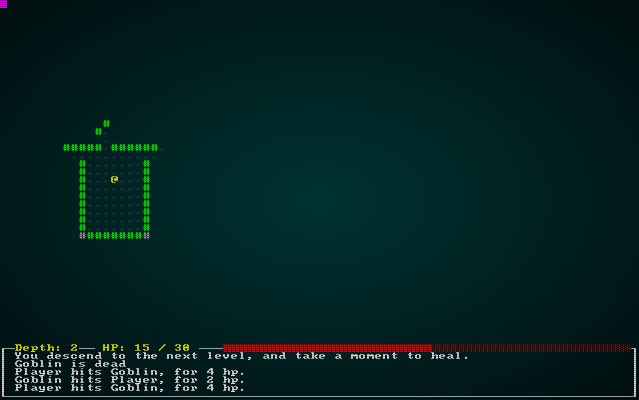 @
Depth: 2 HP: 15 / 30
You descend to the next level, and take a moment to heal.
Goblin is dead
Player hits Goblin, for 4 hp.
Goblin hits Player, for 2 hp.
Player hits Goblin, for 4 hp.